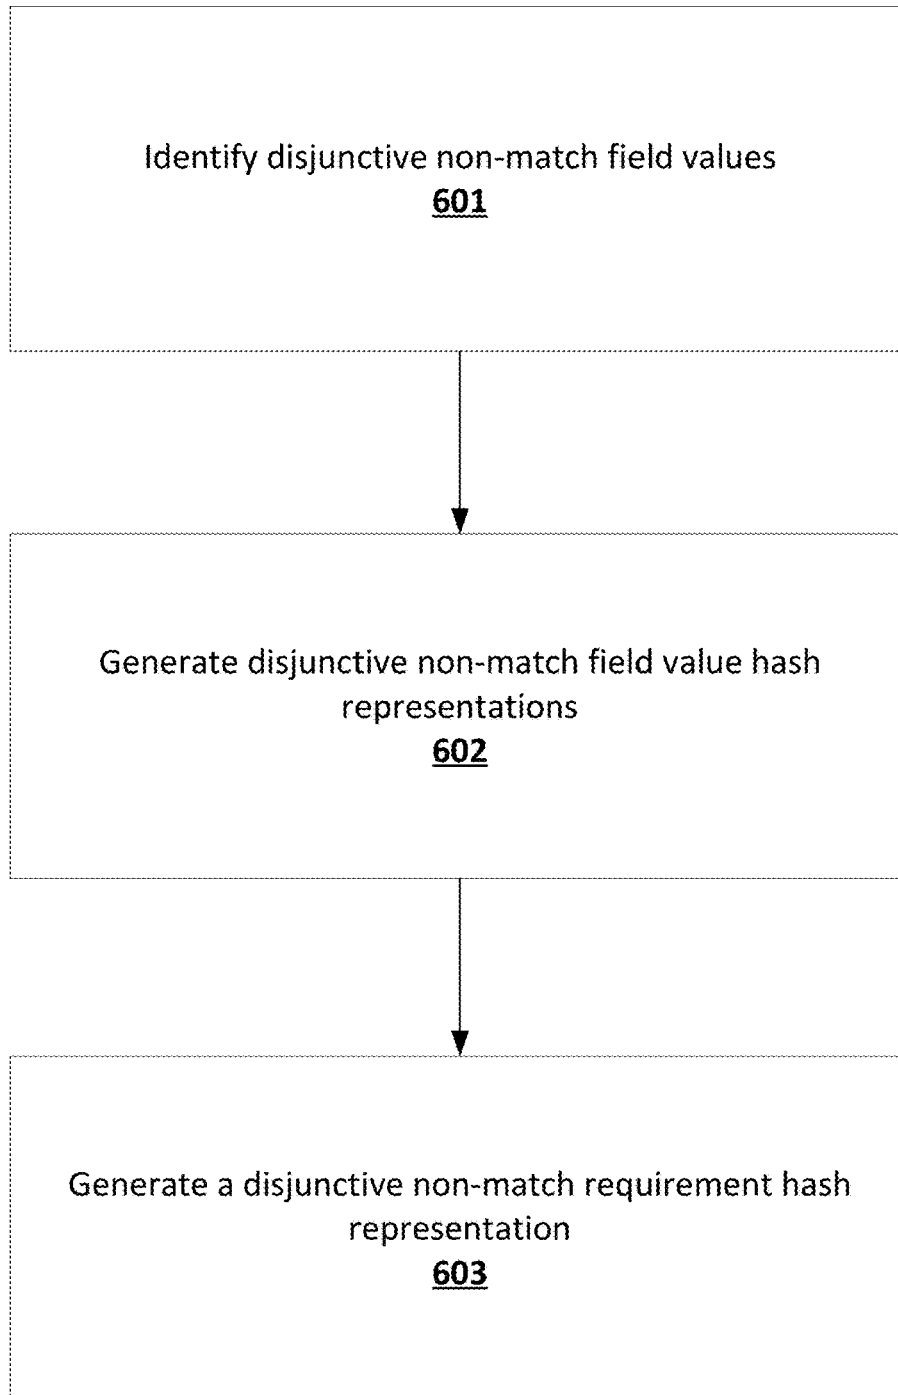 Identify disjunctive non-match field values
601
Generate disjunctive non-match field value hash
representations
602
Generate a disjunctive non-match requirement hash
representation
603